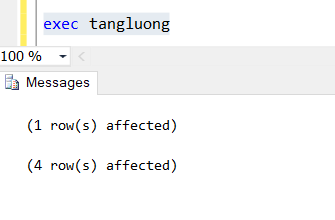 exec tangluong
100 %
Messages
(1 row(s) affected)
(4 row(s) affected)